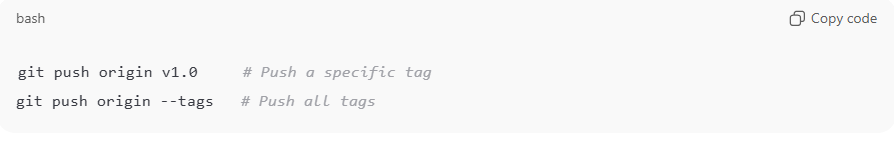 bash Copy code
git push origin v1.0     # Push a specific tag
git push origin --tags   # Push all tags